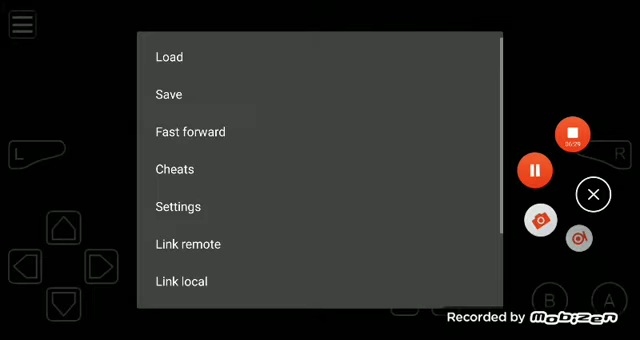 Load
Save
Fast forward
Cheats
Settings
Link remote
Link local
L
R
B
A
Recorded by MOBIZEN